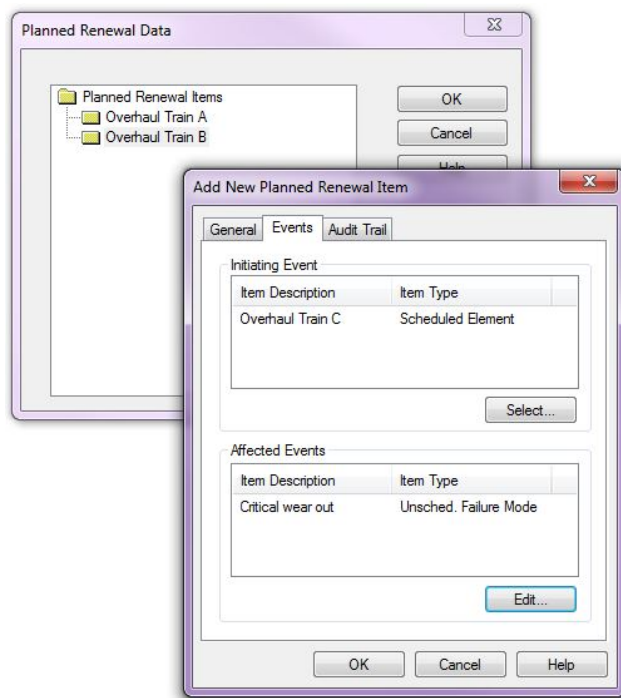 Planned Renewal Data
Planned Renewal Items
Overhaul Train A
Overhaul Train B
OK
Cancel
Help
Add New Planned Renewal Item
General Events Audit Trail
Initiating Event
Item Description Item Type
Overhaul Train C Scheduled Element
Select...
Affected Events
Item Description Item Type
Critical wear out Unsched. Failure Mode
Edit...
OK Cancel Help